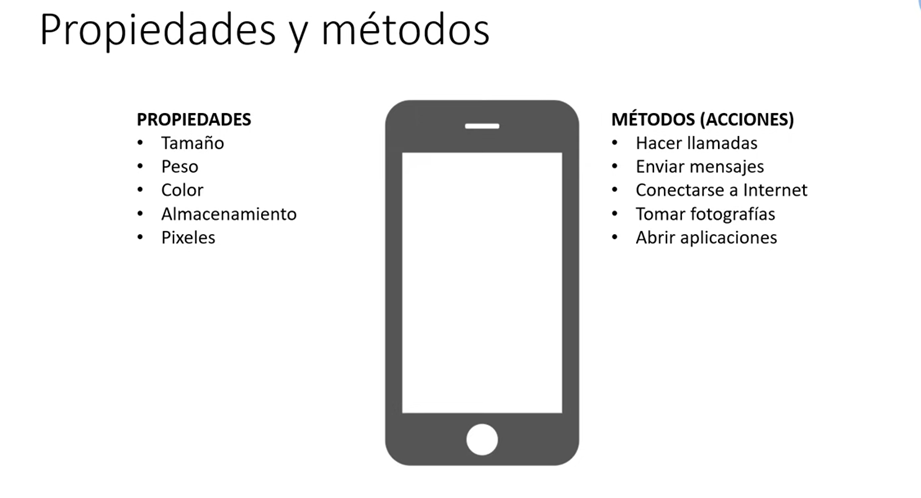 Propiedades y métodos
PROPIEDADES
• Tamaño
• Peso
• Color
• Almacenamiento
• Pixeles
MÉTODOS (ACCIONES)
• Hacer llamadas
• Enviar mensajes
• Conectarse a Internet
• Tomar fotografías
• Abrir aplicaciones